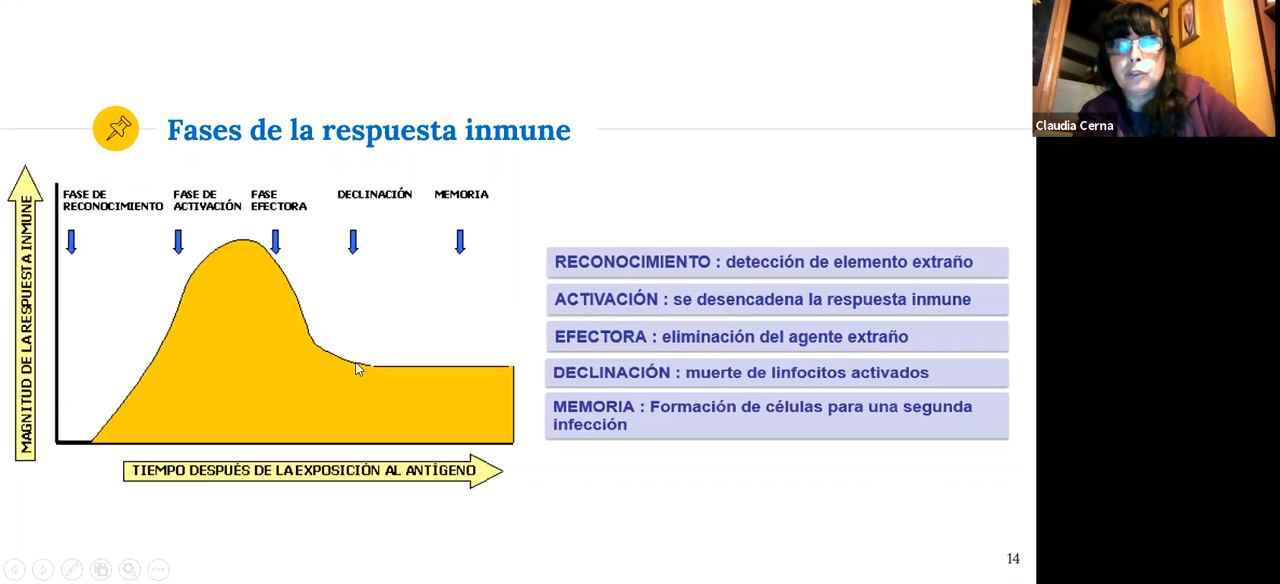 Claudia Cerna
Fases de la respuesta inmune
MAGNITUD DE LA RESPUESTA INMUNE
FASE DE
RECONOCIMIENTO
FASE DE
ACTIVACIÓN
FASE
EFECTORA
DECLINACIÓN
MEMORIA
TIEMPO DESPUÉS DE LA EXPOSICIÓN AL ANTÍGENO
RECONOCIMIENTO : detección de elemento extraño
ACTIVACIÓN : se desencadena la respuesta inmune
EFECTORA : eliminación del agente extraño
DECLINACIÓN : muerte de linfocitos activados
MEMORIA : Formación de células para una segunda
infección
14